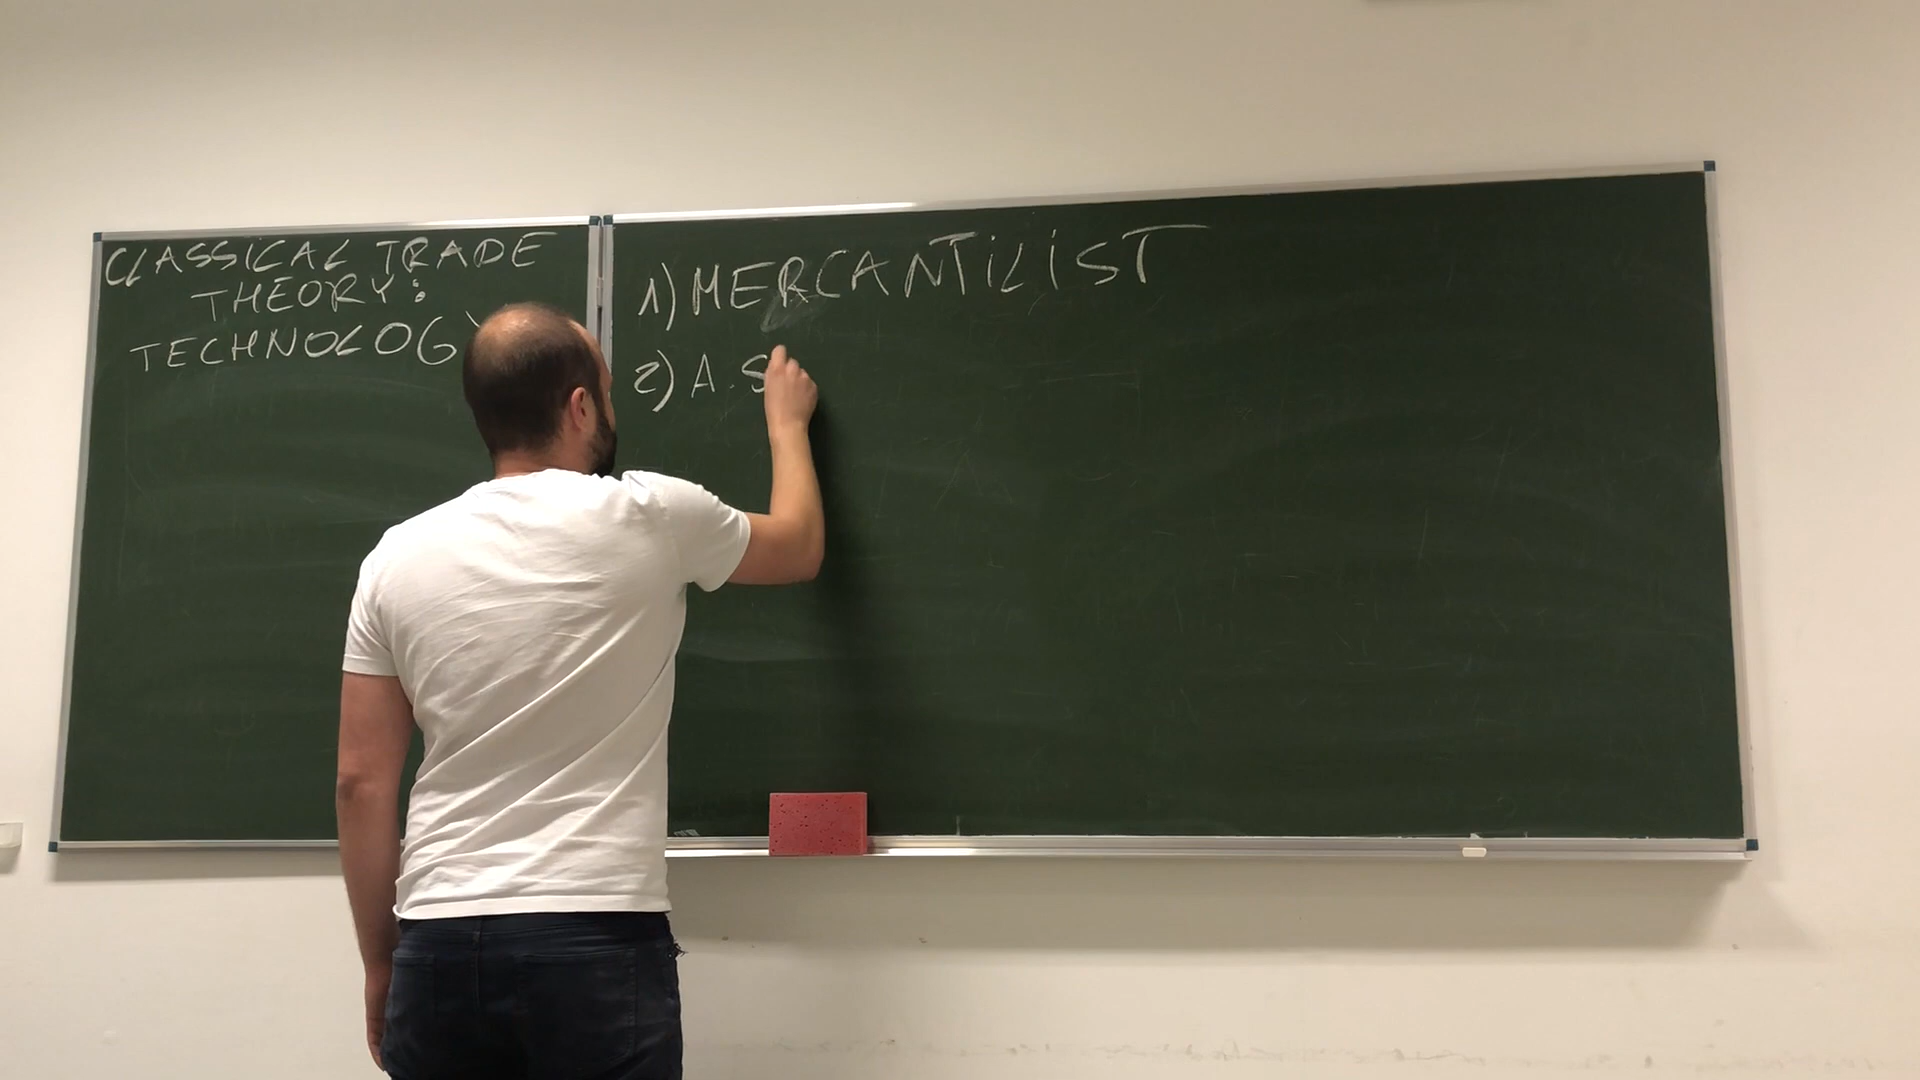 CLASSICAL TRADE
THEORY:
TECHNOLOGY
1) MERCANTILIST
2) A. S